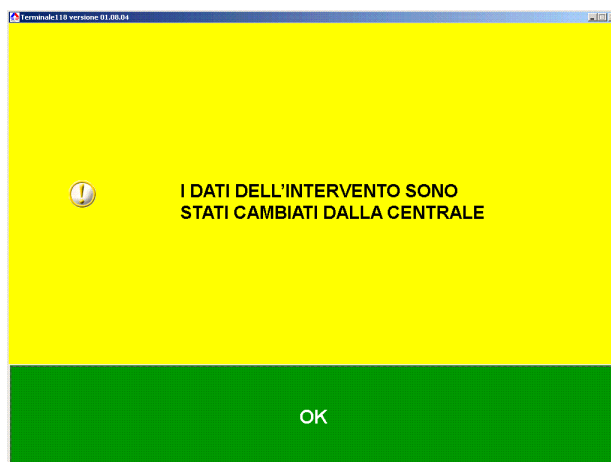 Terminale118 versione 01.08.04
I DATI DELL'INTERVENTO SONO
STATI CAMBIATI DALLA CENTRALE
OK